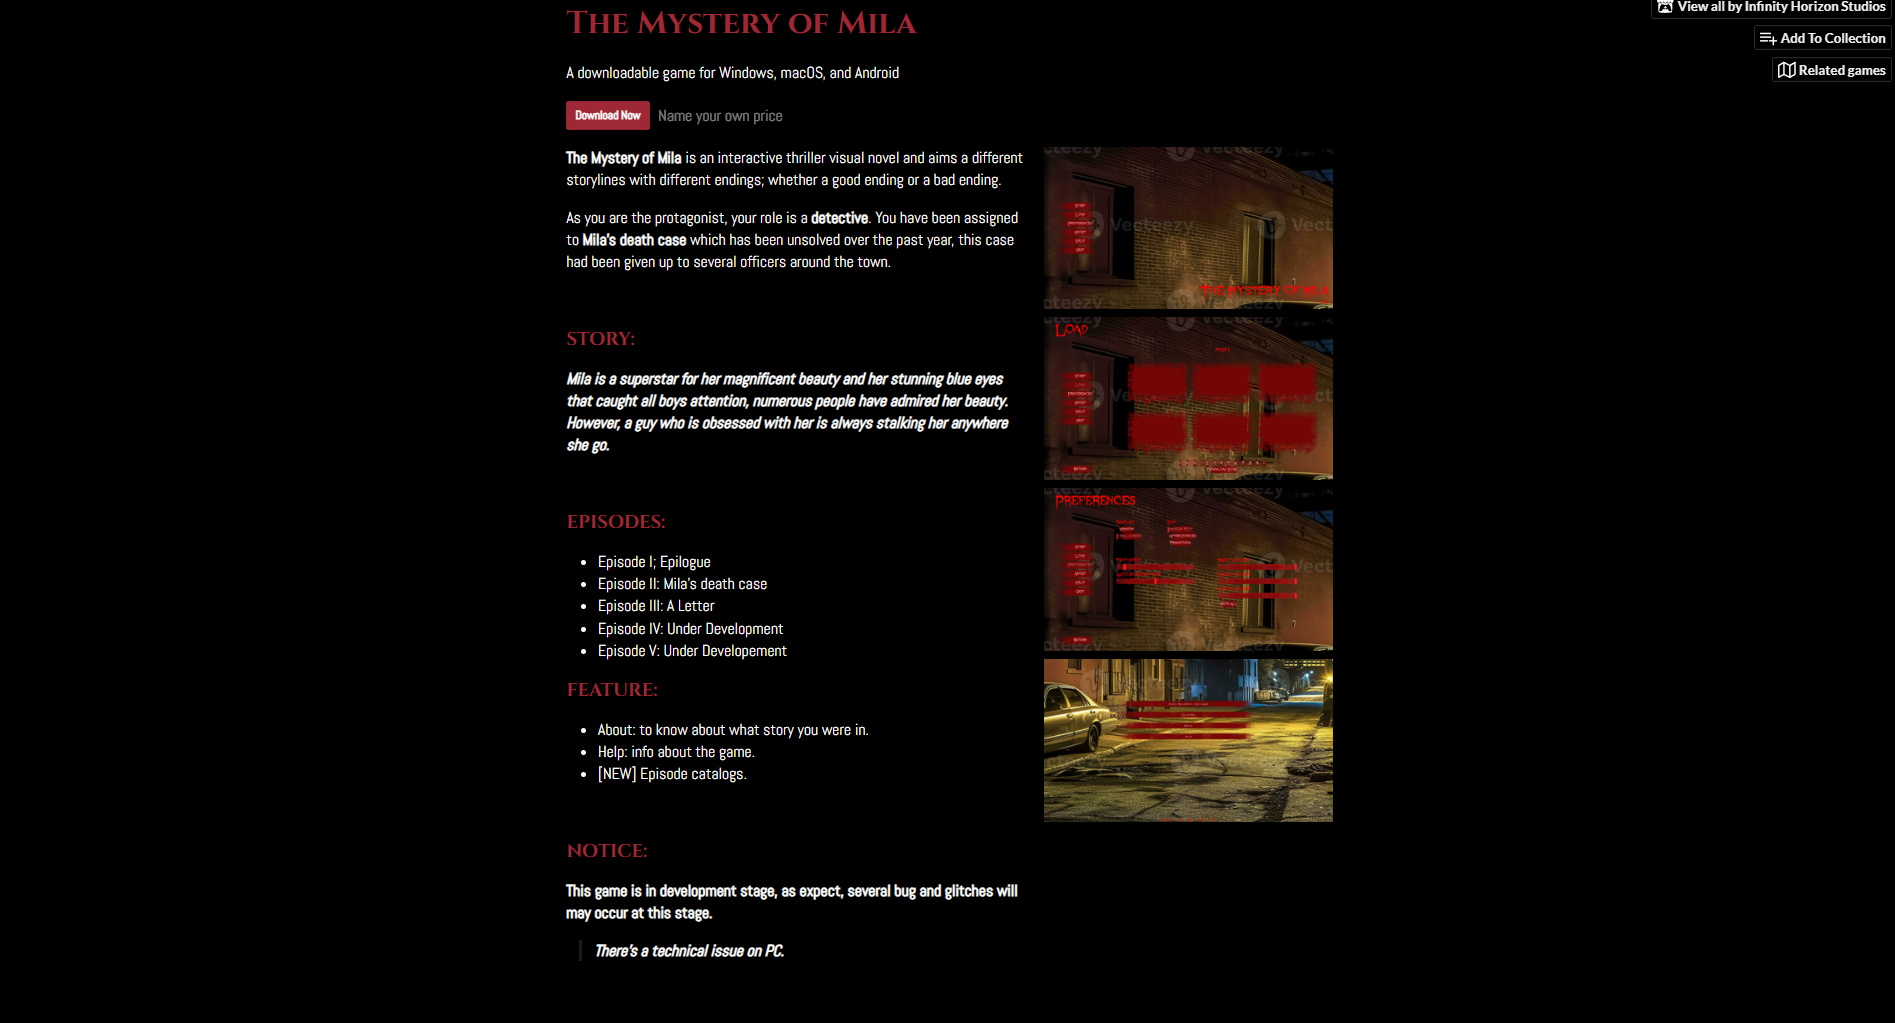 The Mystery of Mila
View all by Infinity Horizon Studios
Add To Collection
Related games
A downloadable game for Windows, macOS, and Android
Download Now Name your own price
The Mystery of Mila is an interactive thriller visual novel and aims a different
storylines with different endings; whether a good ending or a bad ending.
As you are the protagonist, your role is a detective. You have been assigned
to Mila's death case which has been unsolved over the past year, this case
had been given up to several officers around the town.
STORY:
Mila is a superstar for her magnificent beauty and her stunning blue eyes
that caught all boys attention, numerous people have admired her beauty.
However, a guy who is obsessed with her is always stalking her anywhere
she go.
EPISODES:
Episode I; Epilogue
Episode II: Mila's death case
Episode III: A Letter
Episode IV: Under Development
Episode V: Under Developement
FEATURE:
About: to know about what story you were in.
Help: info about the game.
[NEW] Episode catalogs.
NOTICE:
This game is in development stage, as expect, several bug and glitches will
may occur at this stage.
There's a technical issue on PC.
Vecteezy
THE MYSTERY OF MILA
LOAD
PREFERENCES